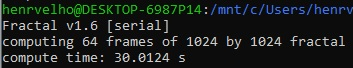 henrvelho@DESKTOP-6987P14:/mnt/c/Users/henrv
Fractal v1.6 [serial]
computing 64 frames of 1024 by 1024 fractal
compute time: 30.0124 s